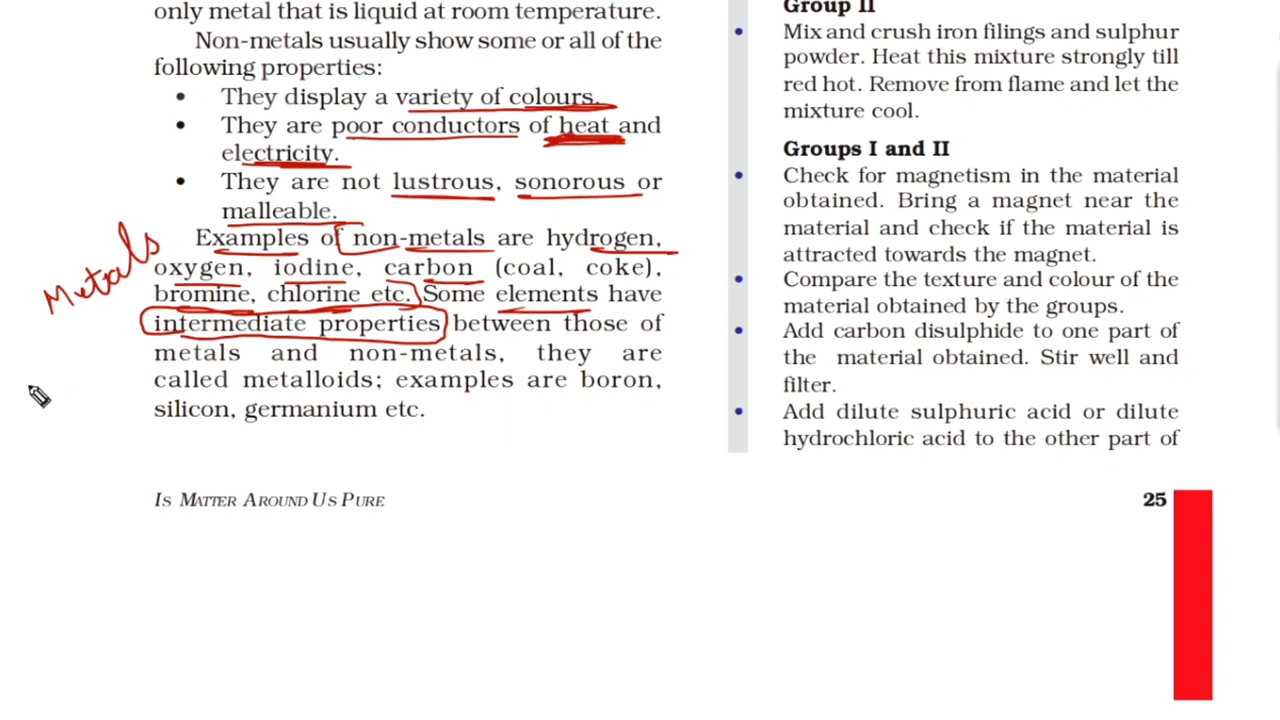 only metal that is liquid at room temperature.
Non-metals usually show some or all of the
following properties:
• They display a variety of colours.
• They are poor conductors of heat and
electricity.
• They are not lustrous, sonorous or
malleable.
Examples of non-metals are hydrogen,
oxygen, iodine, carbon (coal, coke),
bromine, chlorine etc. Some elements have
intermediate properties between those of
metals and non-metals, they are
called metalloids; examples are boron,
silicon, germanium etc.
Metals
Group II
• Mix and crush iron filings and sulphur
powder. Heat this mixture strongly till
red hot. Remove from flame and let the
mixture cool.
Groups I and II
• Check for magnetism in the material
obtained. Bring a magnet near the
material and check if the material is
attracted towards the magnet.
• Compare the texture and colour of the
material obtained by the groups.
• Add carbon disulphide to one part of
the material obtained. Stir well and
filter.
• Add dilute sulphuric acid or dilute
hydrochloric acid to the other part of
IS MATTER AROUND US PURE
25